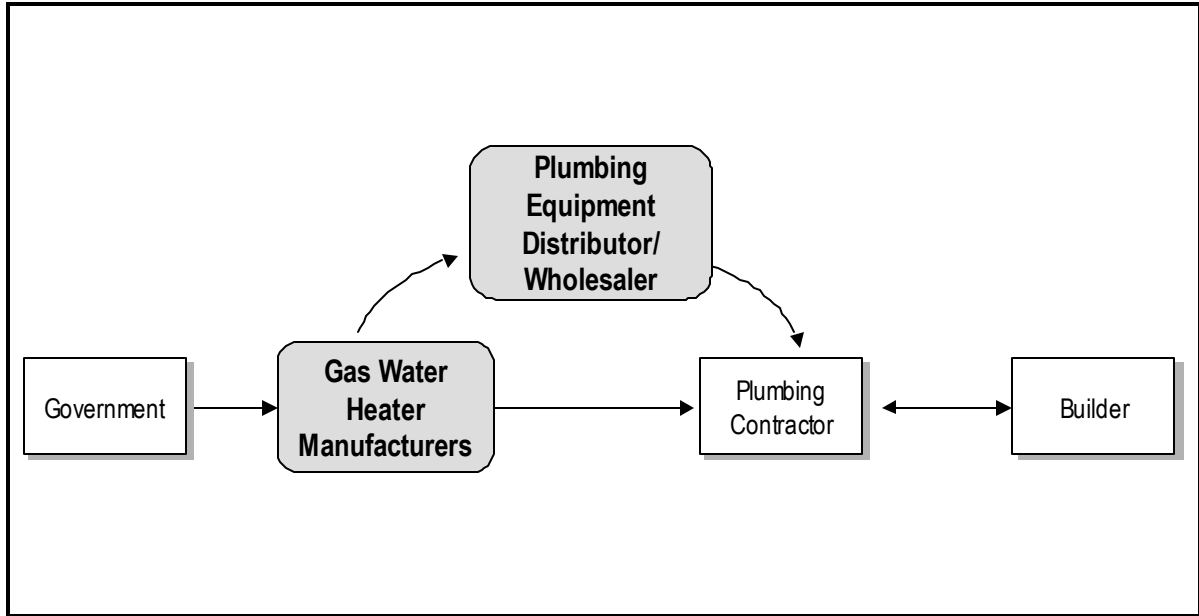 Plumbing
Equipment
Distributor/
Wholesaler
Government
Gas Water
Heater
Manufacturers
Plumbing
Contractor
Builder